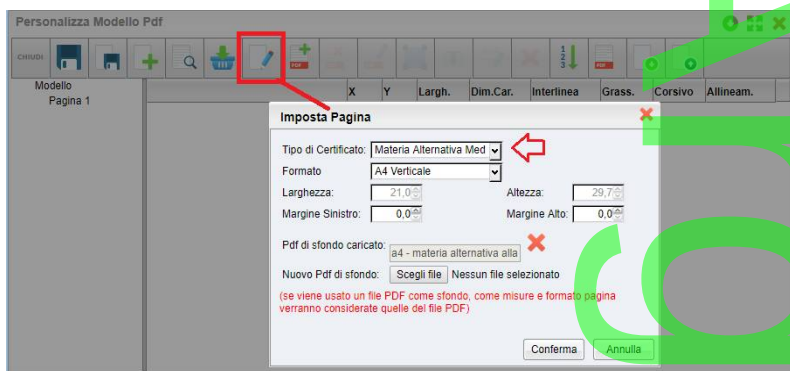 Personalizza Modello Pdf
CHIUDI
Modello
Pagina 1
X Y Largh. Dim.Car. Interlinea Grass. Corsivo Allineam.
Imposta Pagina
Tipo di Certificato: Materia Alternativa Med
Formato A4 Verticale
Larghezza: 21,0 Altezza: 29,7
Margine Sinistro: 0,0 Margine Alto: 0,0
Pdf di sfondo caricato: a4 - materia alternativa alla
Nuovo Pdf di sfondo: Scegli file Nessun file selezionato
(se viene usato un file PDF come sfondo, come misure e formato pagina
verranno considerate quelle del file PDF)
Conferma Annulla